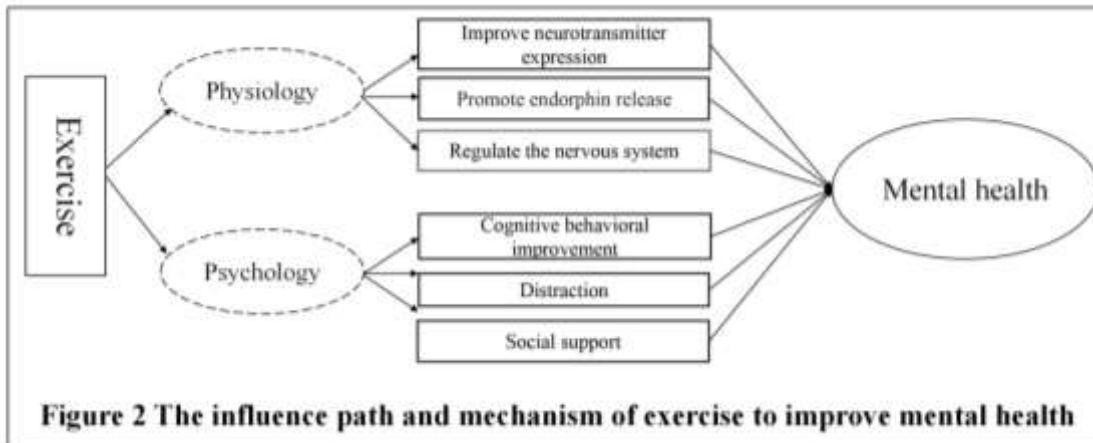 Exercise
Physiology
Psychology
Improve neurotransmitter
expression
Promote endorphin release
Regulate the nervous system
Cognitive behavioral
improvement
Distraction
Social support
Mental health
Figure 2 The influence path and mechanism of exercise to improve mental health